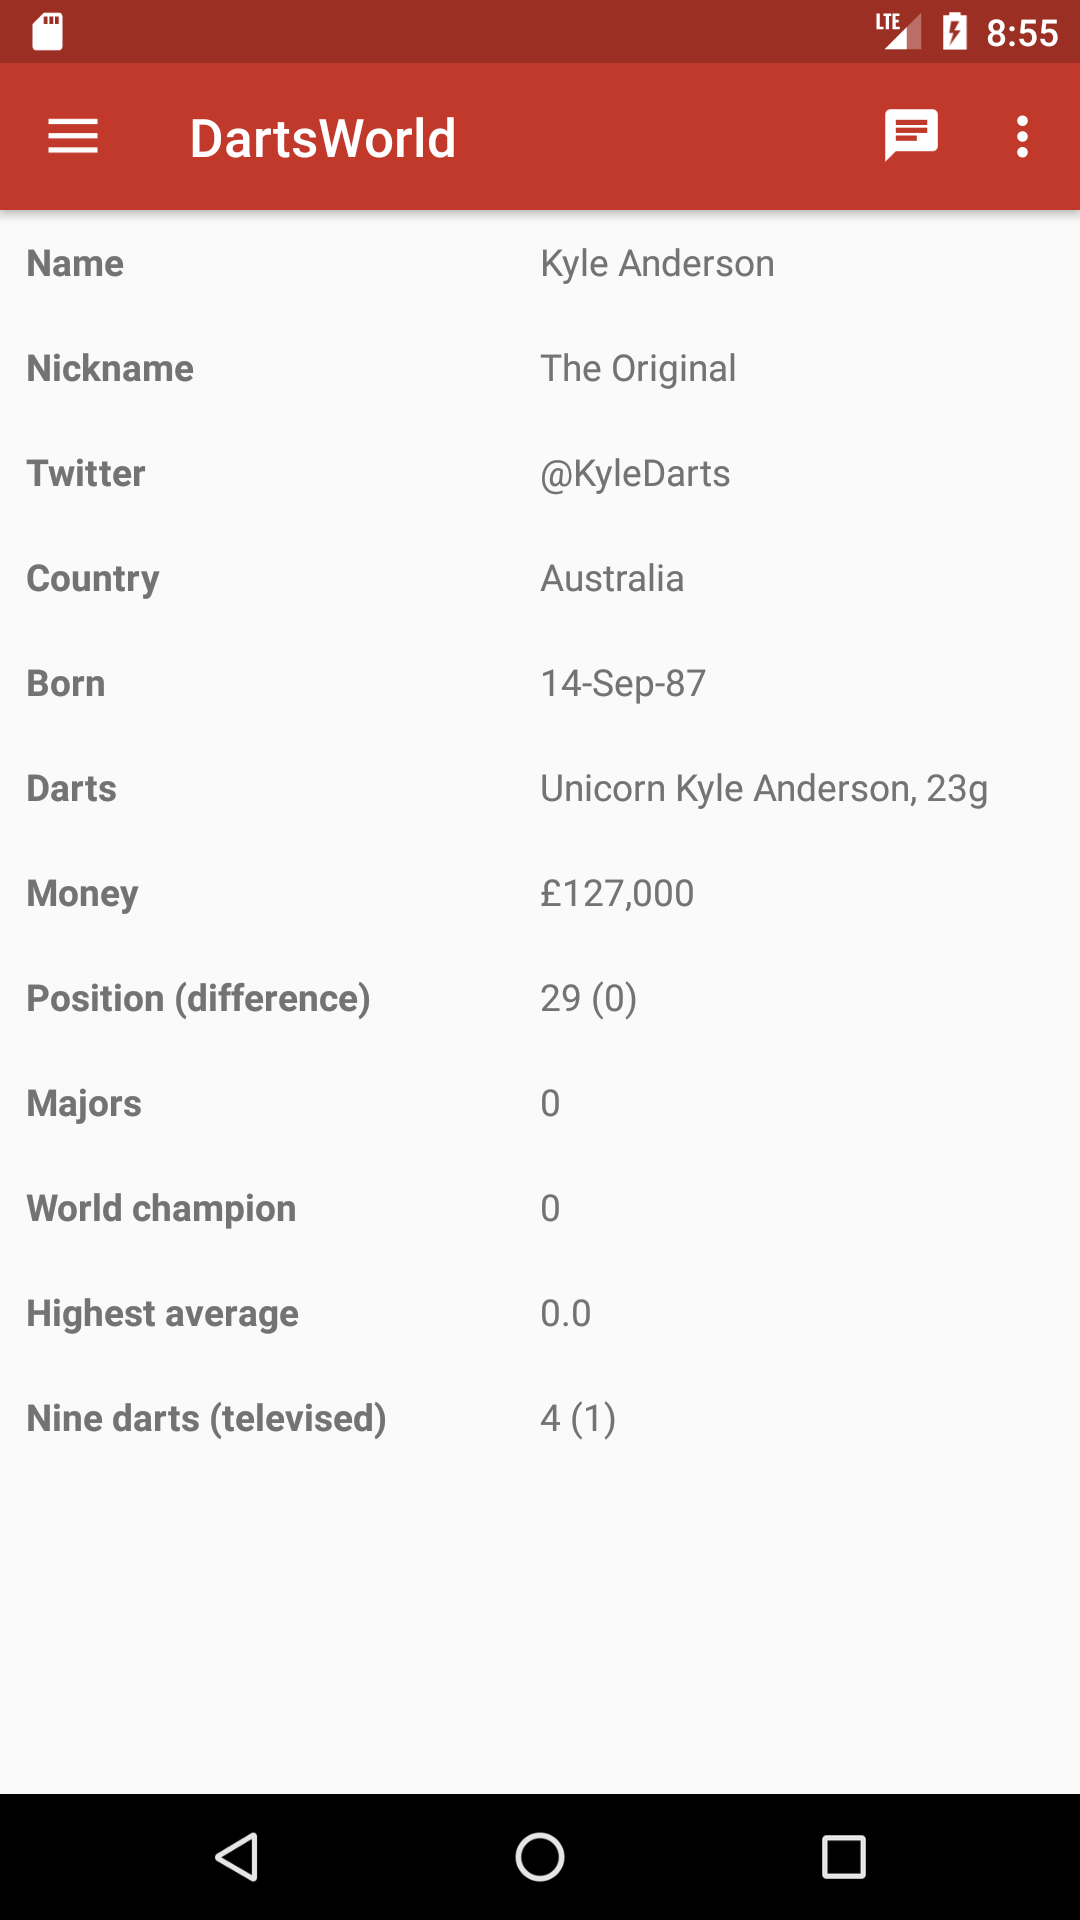 LTE 8:55
DartsWorld
Name Kyle Anderson
Nickname The Original
Twitter @KyleDarts
Country Australia
Born 14-Sep-87
Darts Unicorn Kyle Anderson, 23g
Money £127,000
Position (difference) 29 (0)
Majors 0
World champion 0
Highest average 0.0
Nine darts (televised) 4 (1)